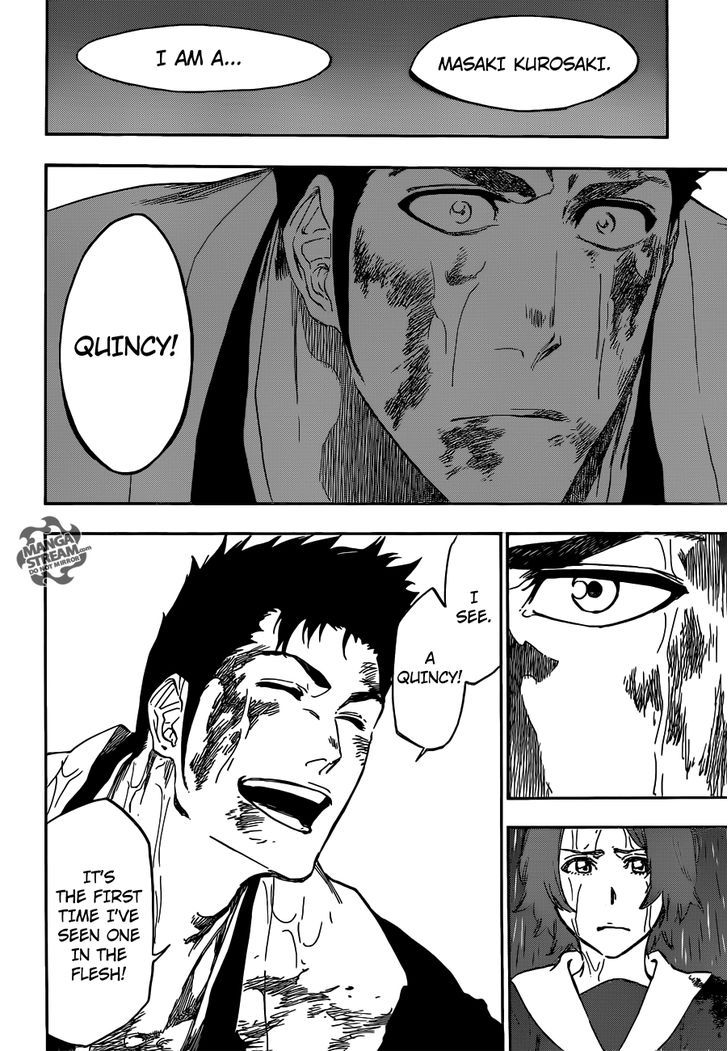 MASAKI KUROSAKI.
I AM A...
QUINCY!
I
SEE.
A
QUINCY!
IT'S
THE FIRST
TIME I'VE
SEEN ONE
IN THE
FLESH!
MANGA
STREAM.com
DO NOT MIRROR